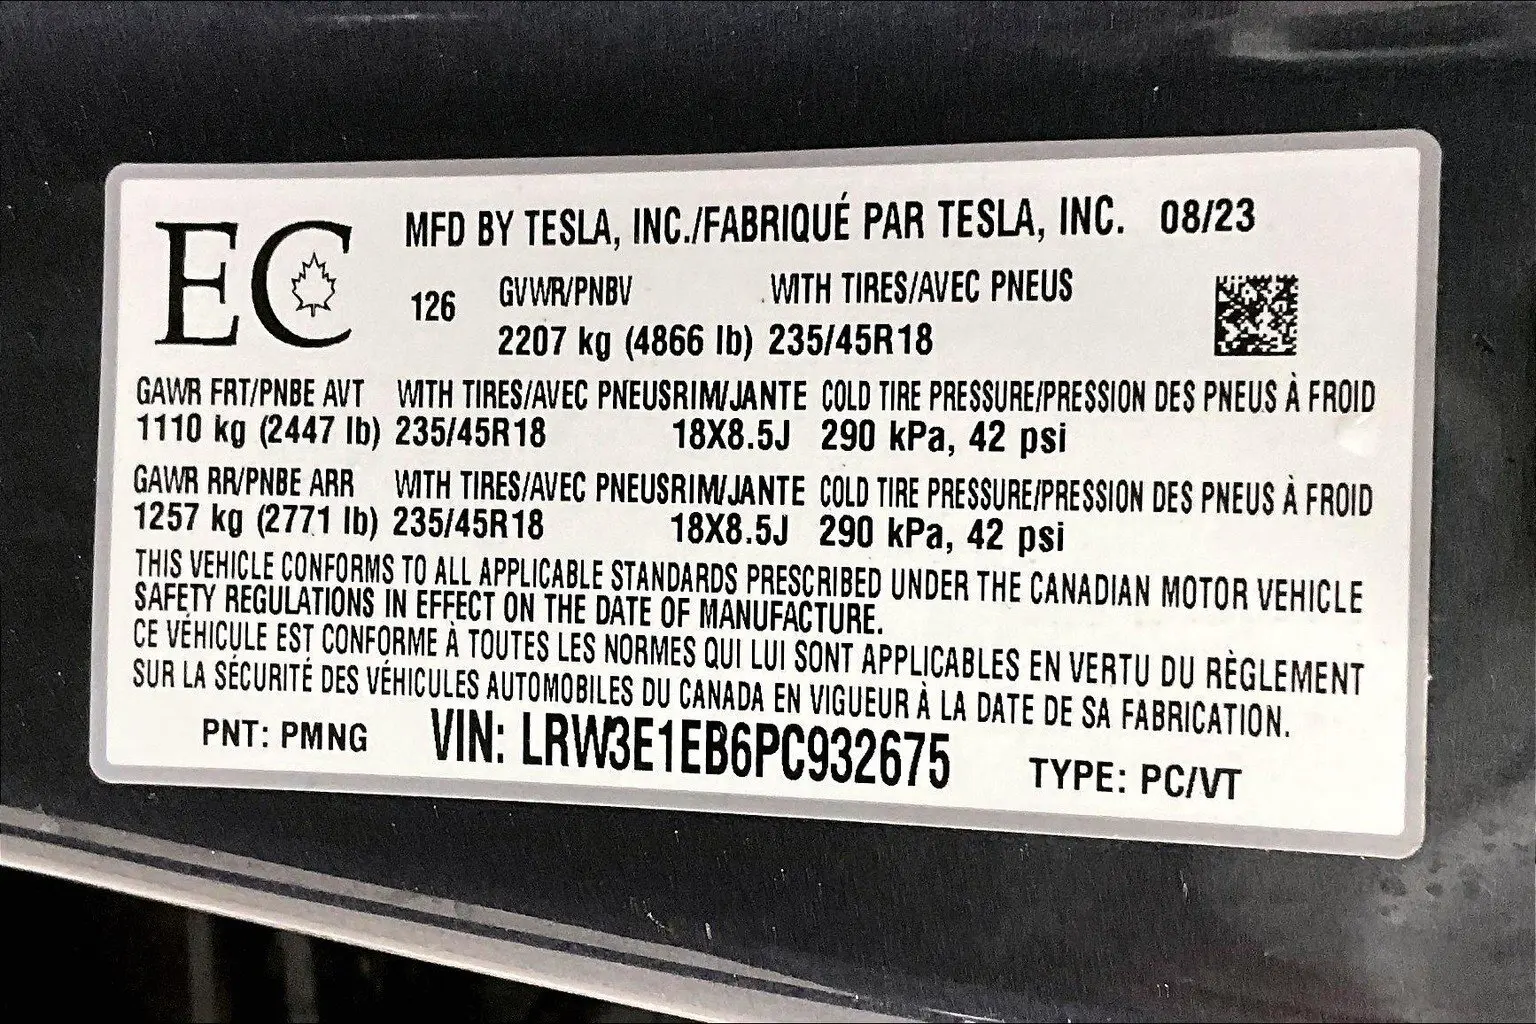 EC MFD BY TESLA, INC./FABRIQUÉ PAR TESLA, INC. 08/23
126 GVWR/PNBV WITH TIRES/AVEC PNEUS
2207 kg (4866 lb) 235/45R18
GAWR FRT/PNBE AVT WITH TIRES/AVEC PNEUSRIM/JANTE COLD TIRE PRESSURE/PRESSION DES PNEUS À FROID
1110 kg (2447 lb) 235/45R18 18X8.5J 290 kPa, 42 psi
GAWR RR/PNBE ARR WITH TIRES/AVEC PNEUSRIM/JANTE COLD TIRE PRESSURE/PRESSION DES PNEUS À FROID
1257 kg (2771 lb) 235/45R18 18X8.5J 290 kPa, 42 psi
THIS VEHICLE CONFORMS TO ALL APPLICABLE STANDARDS PRESCRIBED UNDER THE CANADIAN MOTOR VEHICLE
SAFETY REGULATIONS IN EFFECT ON THE DATE OF MANUFACTURE.
CE VÉHICULE EST CONFORME À TOUTES LES NORMES QUI LUI SONT APPLICABLES EN VERTU DU RÈGLEMENT
SUR LA SÉCURITÉ DES VÉHICULES AUTOMOBILES DU CANADA EN VIGUEUR À LA DATE DE SA FABRICATION.
PNT: PMNG VIN: LRW3E1EB6PC932675 TYPE: PC/VT